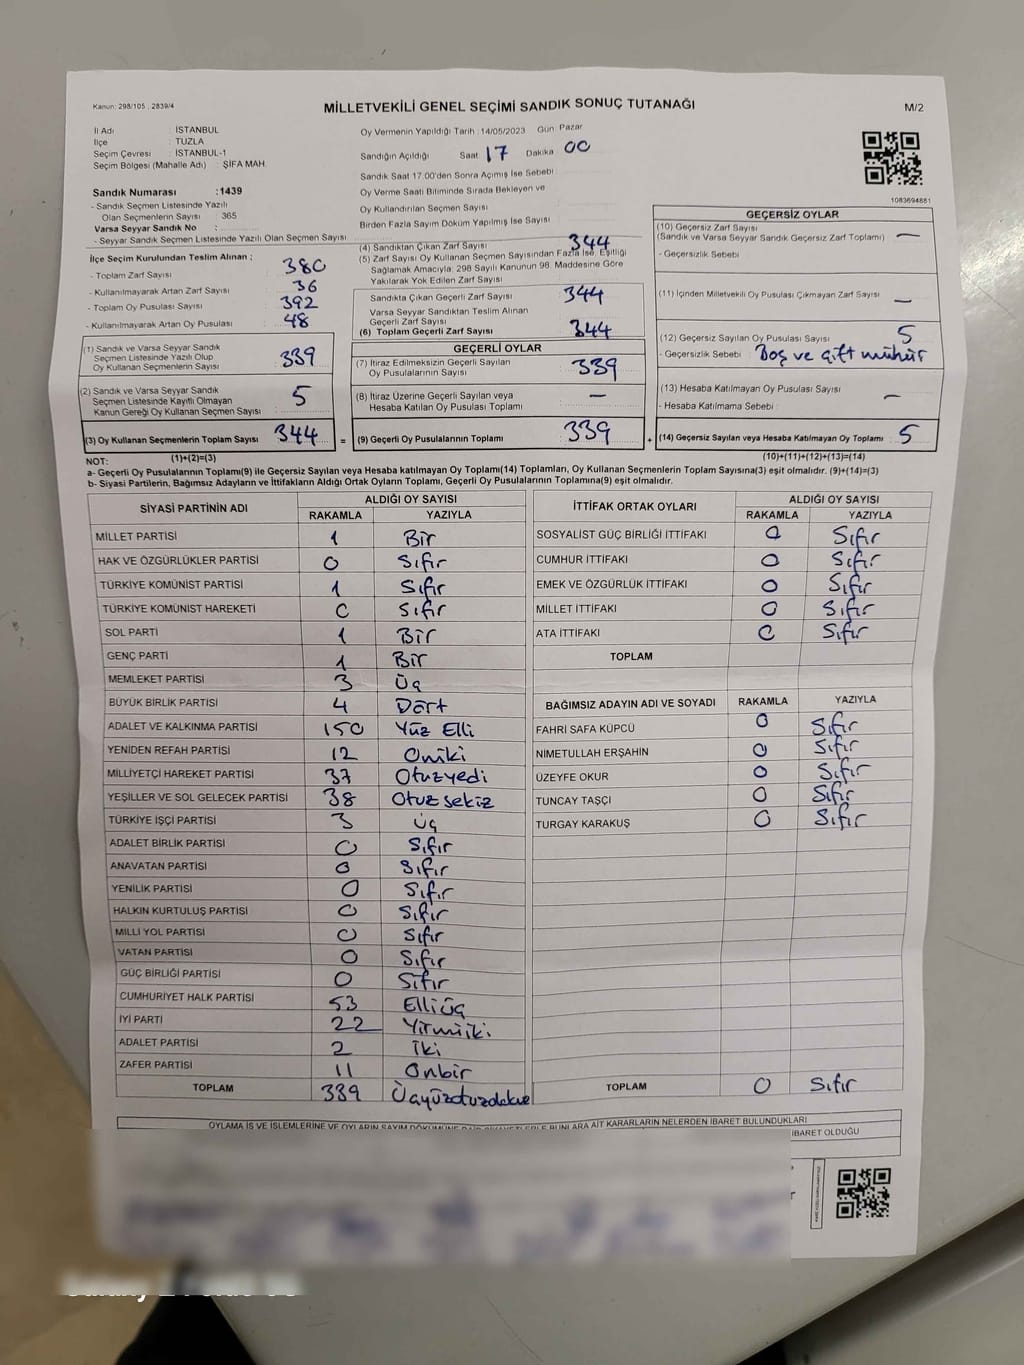 Kanun: 298/105 , 2839/4
MİLLETVEKİLİ GENEL SEÇİMİ SANDIK SONUÇ TUTANAĞI
M/2
İl Adı : İSTANBUL
İlçe : TUZLA
Seçim Çevresi : İSTANBUL-1
Seçim Bölgesi (Mahalle Adı) : ŞİFA MAH.
Sandık Numarası : 1439
- Sandık Seçmen Listesinde Yazılı
Olan Seçmenlerin Sayısı : 365
Varsa Seyyar Sandık No :
- Seyyar Sandık Seçmen Listesinde Yazılı Olan Seçmen Sayısı
İlçe Seçim Kurulundan Teslim Alınan ;
- Toplam Zarf Sayısı : 380
- Kullanılmayarak Artan Zarf Sayısı : 36
- Toplam Oy Pusulası Sayısı : 392
- Kullanılmayarak Artan Oy Pusulası : 48
(1) Sandık ve Varsa Seyyar Sandık
Seçmen Listesinde Yazılı Olup
Oy Kullanan Seçmenlerin Sayısı : 339
(2) Sandık ve Varsa Seyyar Sandık
Seçmen Listesinde Kayıtlı Olmayan
Kanun Gereği Oy Kullanan Seçmen Sayısı : 5
(3) Oy Kullanan Seçmenlerin Toplam Sayısı 344
(1)+(2)=(3)
Oy Vermenin Yapıldığı Tarih : 14/05/2023 Gün Pazar
Sandığın Açıldığı Saat 17 Dakika 00
Sandık Saat 17.00'den Sonra Açımış İse Sebebi
Oy Verme Saati Bitiminde Sırada Bekleyen ve
Oy Kullandırılan Seçmen Sayısı
Birden Fazla Sayım Döküm Yapılmış İse Sayısı
(4) Sandıktan Çıkan Zarf Sayısı 344
(5) Zarf Sayısı Oy Kullanan Seçmen Sayısından Fazla İse, Eşitliği
Sağlamak Amacıyla, 298 Sayılı Kanunun 98. Maddesine Göre
Yakılarak Yok Edilen Zarf Sayısı
Sandıkta Çıkan Geçerli Zarf Sayısı 344
Varsa Seyyar Sandıktan Teslim Alınan
Geçerli Zarf Sayısı
(6) Toplam Geçerli Zarf Sayısı 344
GEÇERLİ OYLAR
(7) İtiraz Edilmeksizin Geçerli Sayılan
Oy Pusulalarının Sayısı : 339
(8) İtiraz Üzerine Geçerli Sayılan veya
Hesaba Katılan Oy Pusulası Toplamı : —
= (9) Geçerli Oy Pusulalarının Toplamı 339
1083694881
GEÇERSİZ OYLAR
(10) Geçersiz Zarf Sayısı
(Sandık ve Varsa Seyyar Sandık Geçersiz Zarf Toplamı) —
- Geçersizlik Sebebi
(11) İçinden Milletvekili Oy Pusulası Çıkmayan Zarf Sayısı —
(12) Geçersiz Sayılan Oy Pusulası Sayısı 5
- Geçersizlik Sebebi Boş ve çift mühür
(13) Hesaba Katılmayan Oy Pusulası Sayısı —
- Hesaba Katılmama Sebebi :
+ (14) Geçersiz Sayılan veya Hesaba Katılmayan Oy Toplamı 5
(10)+(11)+(12)+(13)=(14)
NOT:
a- Geçerli Oy Pusulalarının Toplamı(9) ile Geçersiz Sayılan veya Hesaba katılmayan Oy Toplamı(14) Toplamları, Oy Kullanan Seçmenlerin Toplam Sayısına(3) eşit olmalıdır. (9)+(14)=(3)
b- Siyasi Partilerin, Bağımsız Adayların ve İttifakların Aldığı Ortak Oyların Toplamı, Geçerli Oy Pusulalarının Toplamına(9) eşit olmalıdır.
SİYASİ PARTİNİN ADI ALDIĞI OY SAYISI
RAKAMLA YAZIYLA
MİLLET PARTİSİ 1 Bir
HAK VE ÖZGÜRLÜKLER PARTİSİ 0 Sıfır
TÜRKİYE KOMÜNİST PARTİSİ 1 Sıfır
TÜRKİYE KOMÜNİST HAREKETİ 0 Sıfır
SOL PARTİ 1 Bir
GENÇ PARTİ 1 Bir
MEMLEKET PARTİSİ 3 Üç
BÜYÜK BİRLİK PARTİSİ 4 Dört
ADALET VE KALKINMA PARTİSİ 150 Yüz Elli
YENİDEN REFAH PARTİSİ 12 Oniki
MİLLİYETÇİ HAREKET PARTİSİ 37 Otuzyedi
YEŞİLLER VE SOL GELECEK PARTİSİ 38 Otuz sekiz
TÜRKİYE İŞÇİ PARTİSİ 3 Üç
ADALET BİRLİK PARTİSİ 0 Sıfır
ANAVATAN PARTİSİ 0 Sıfır
YENİLİK PARTİSİ 0 Sıfır
HALKIN KURTULUŞ PARTİSİ 0 Sıfır
MİLLİ YOL PARTİSİ 0 Sıfır
VATAN PARTİSİ 0 Sıfır
GÜÇ BİRLİĞİ PARTİSİ 0 Sıfır
CUMHURİYET HALK PARTİSİ 53 Elliüç
İYİ PARTİ 22 Yirmiiki
ADALET PARTİSİ 2 İki
ZAFER PARTİSİ 11 Onbir
TOPLAM 339
İTTİFAK ORTAK OYLARI ALDIĞI OY SAYISI
RAKAMLA YAZIYLA
SOSYALİST GÜÇ BİRLİĞİ İTTİFAKI 0 Sıfır
CUMHUR İTTİFAKI 0 Sıfır
EMEK VE ÖZGÜRLÜK İTTİFAKI 0 Sıfır
MİLLET İTTİFAKI 0 Sıfır
ATA İTTİFAKI 0 Sıfır
TOPLAM
BAĞIMSIZ ADAYIN ADI VE SOYADI RAKAMLA YAZIYLA
FAHRİ SAFA KÜPCÜ 0 Sıfır
NİMETULLAH ERŞAHİN 0 Sıfır
ÜZEYFE OKUR 0 Sıfır
TUNCAY TAŞÇI 0 Sıfır
TURGAY KARAKUŞ 0 Sıfır
TOPLAM 0 Sıfır
OYLAMA İŞ VE İŞLEMLERİNE VE OYLARIN SAYIM DÖKÜMÜNE BUNLARA AİT KARARLARIN NELERDEN İBARET BULUNDUKLARI
İBARET OLDUĞU